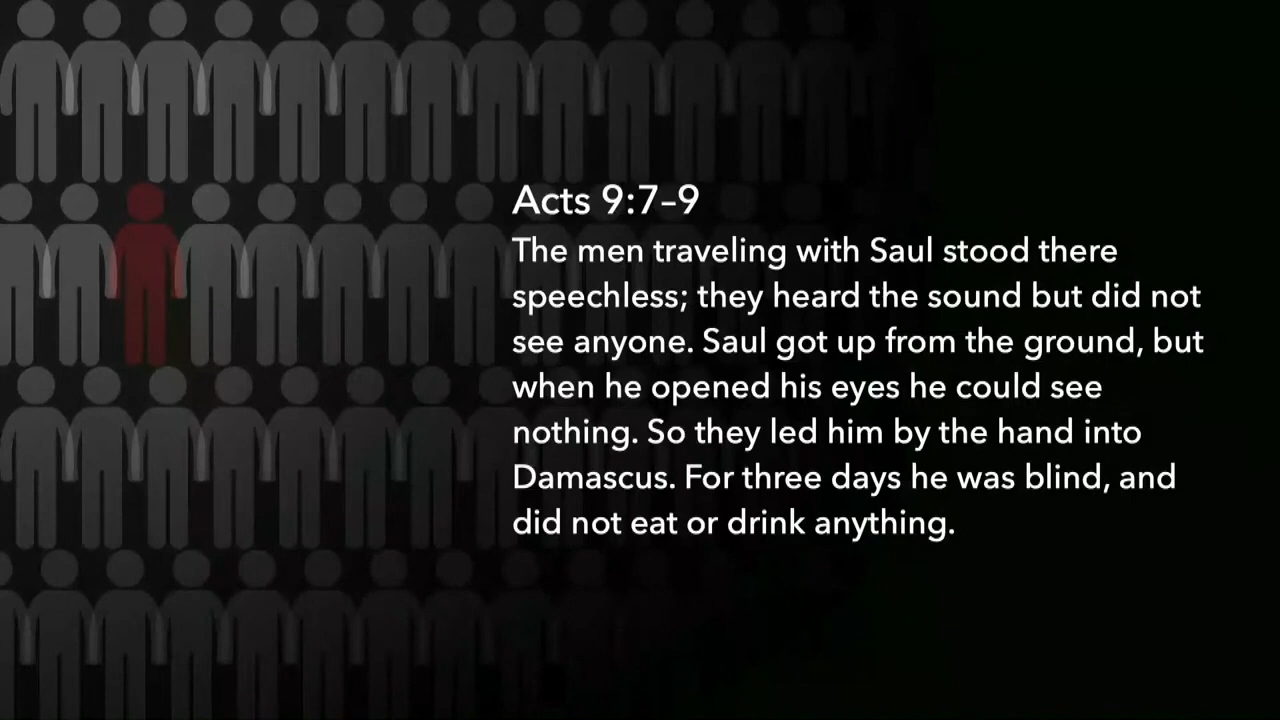 Acts 9:7–9
The men traveling with Saul stood there
speechless; they heard the sound but did not
see anyone. Saul got up from the ground, but
when he opened his eyes he could see
nothing. So they led him by the hand into
Damascus. For three days he was blind, and
did not eat or drink anything.